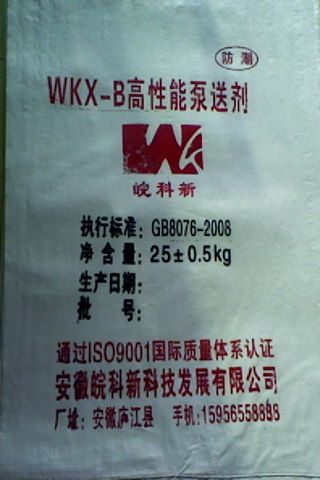 防潮
WKX-B高性能泵送剂
皖科新
执行标准: GB8076-2008
净含量: 25±0.5kg
生产日期:
批号:
通过ISO9001国际质量体系认证
安徽皖科新科技发展有限公司
厂址: 安徽庐江县 手机: 15956558898